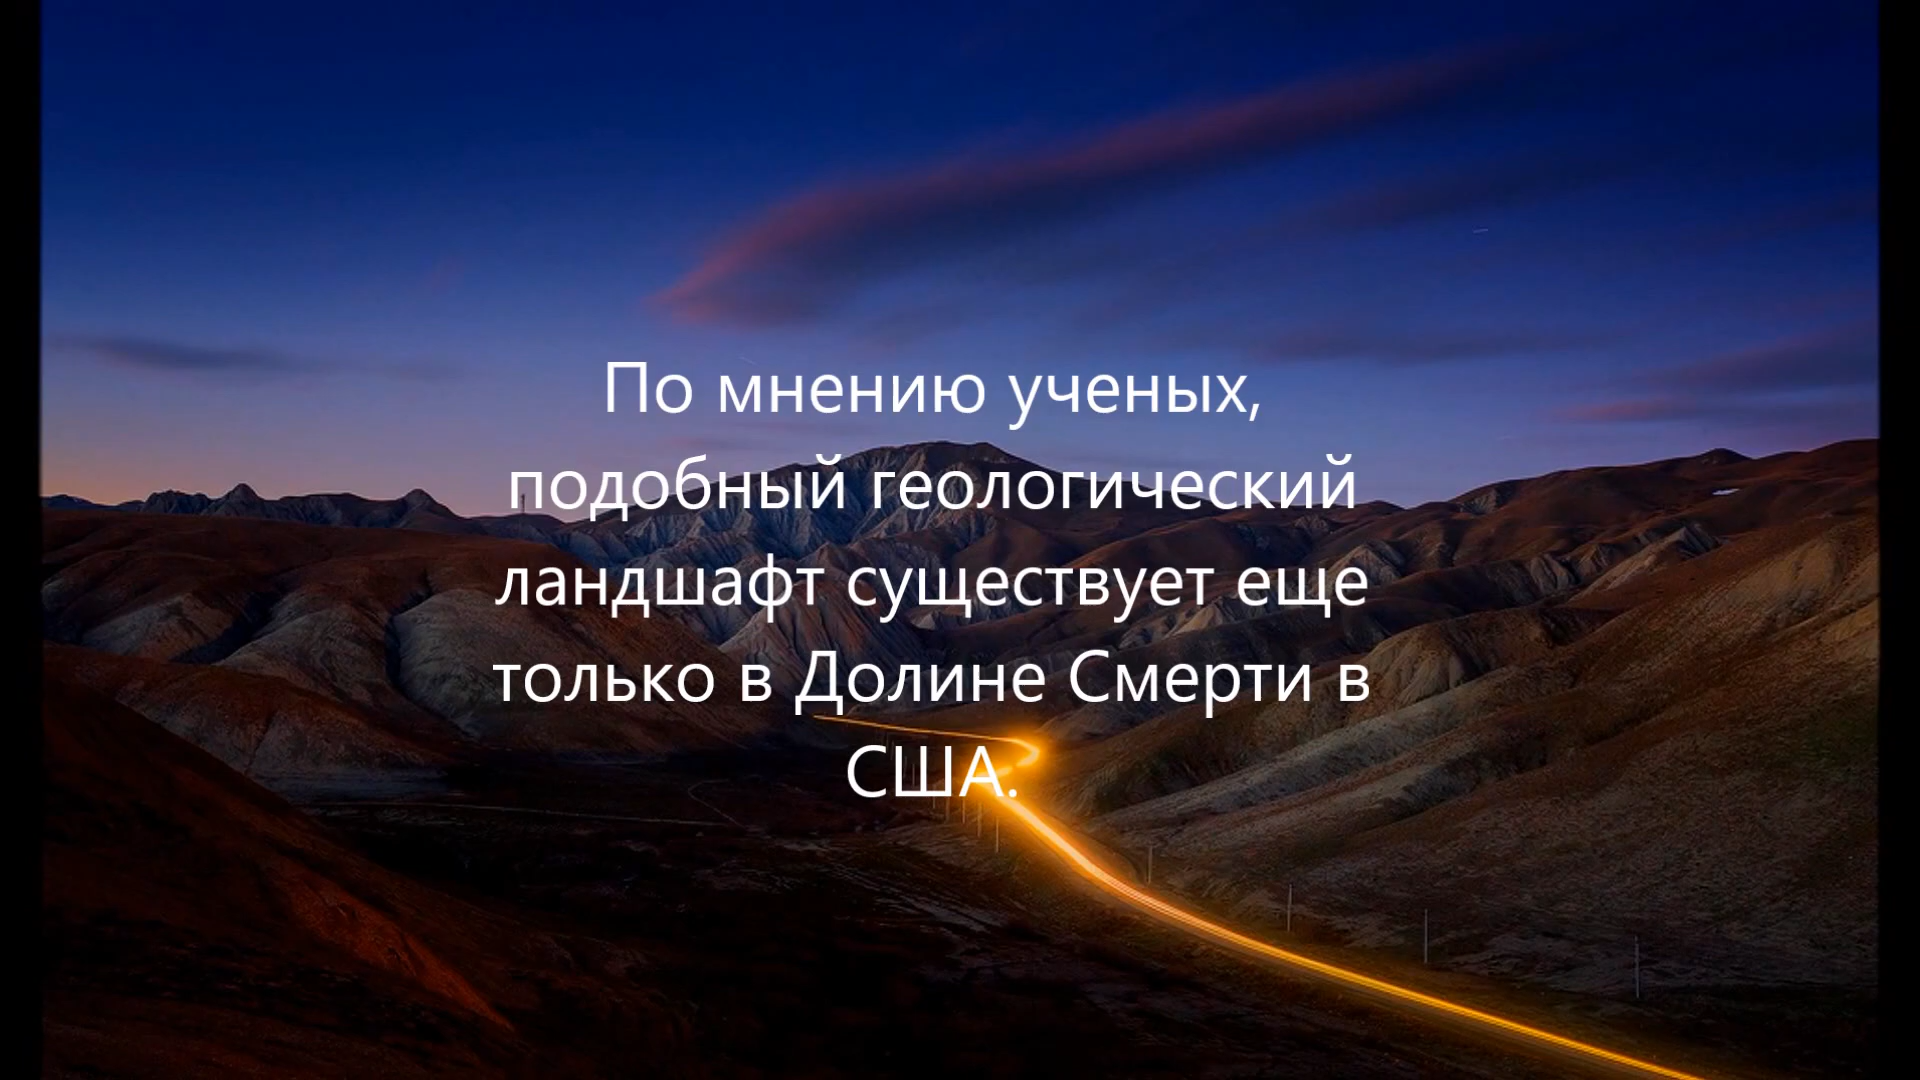 По мнению ученых,
подобный геологический
ландшафт существует еще
только в Долине Смерти в
США.